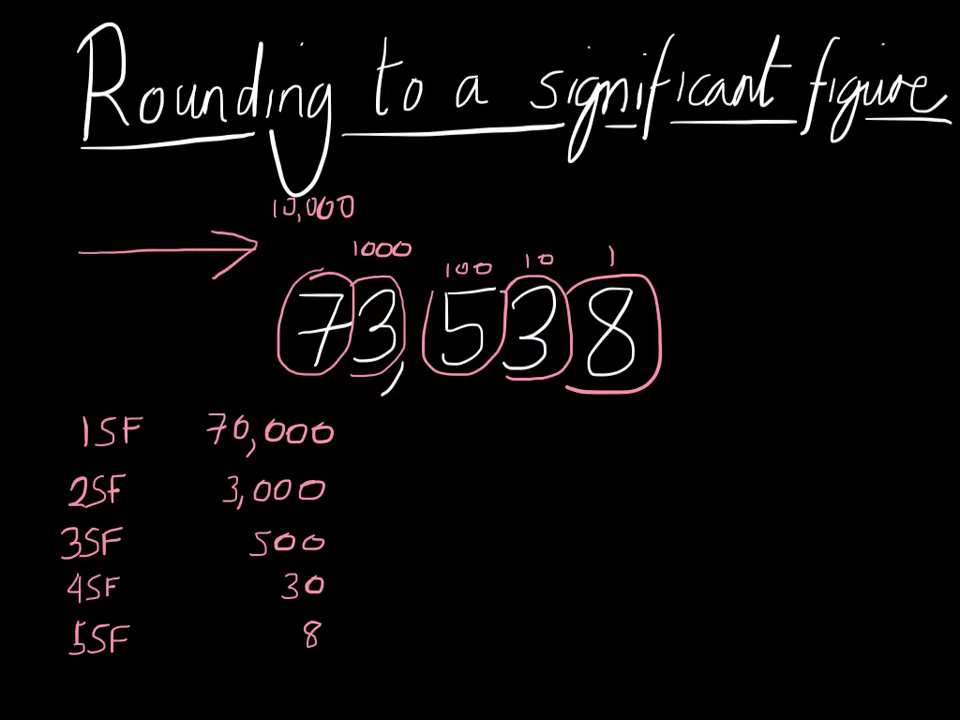 Rounding to a significant figure
10,000
1000
100 10 1
73,538
1SF 70,000
2SF 3,000
3SF 500
4SF 30
5SF 8